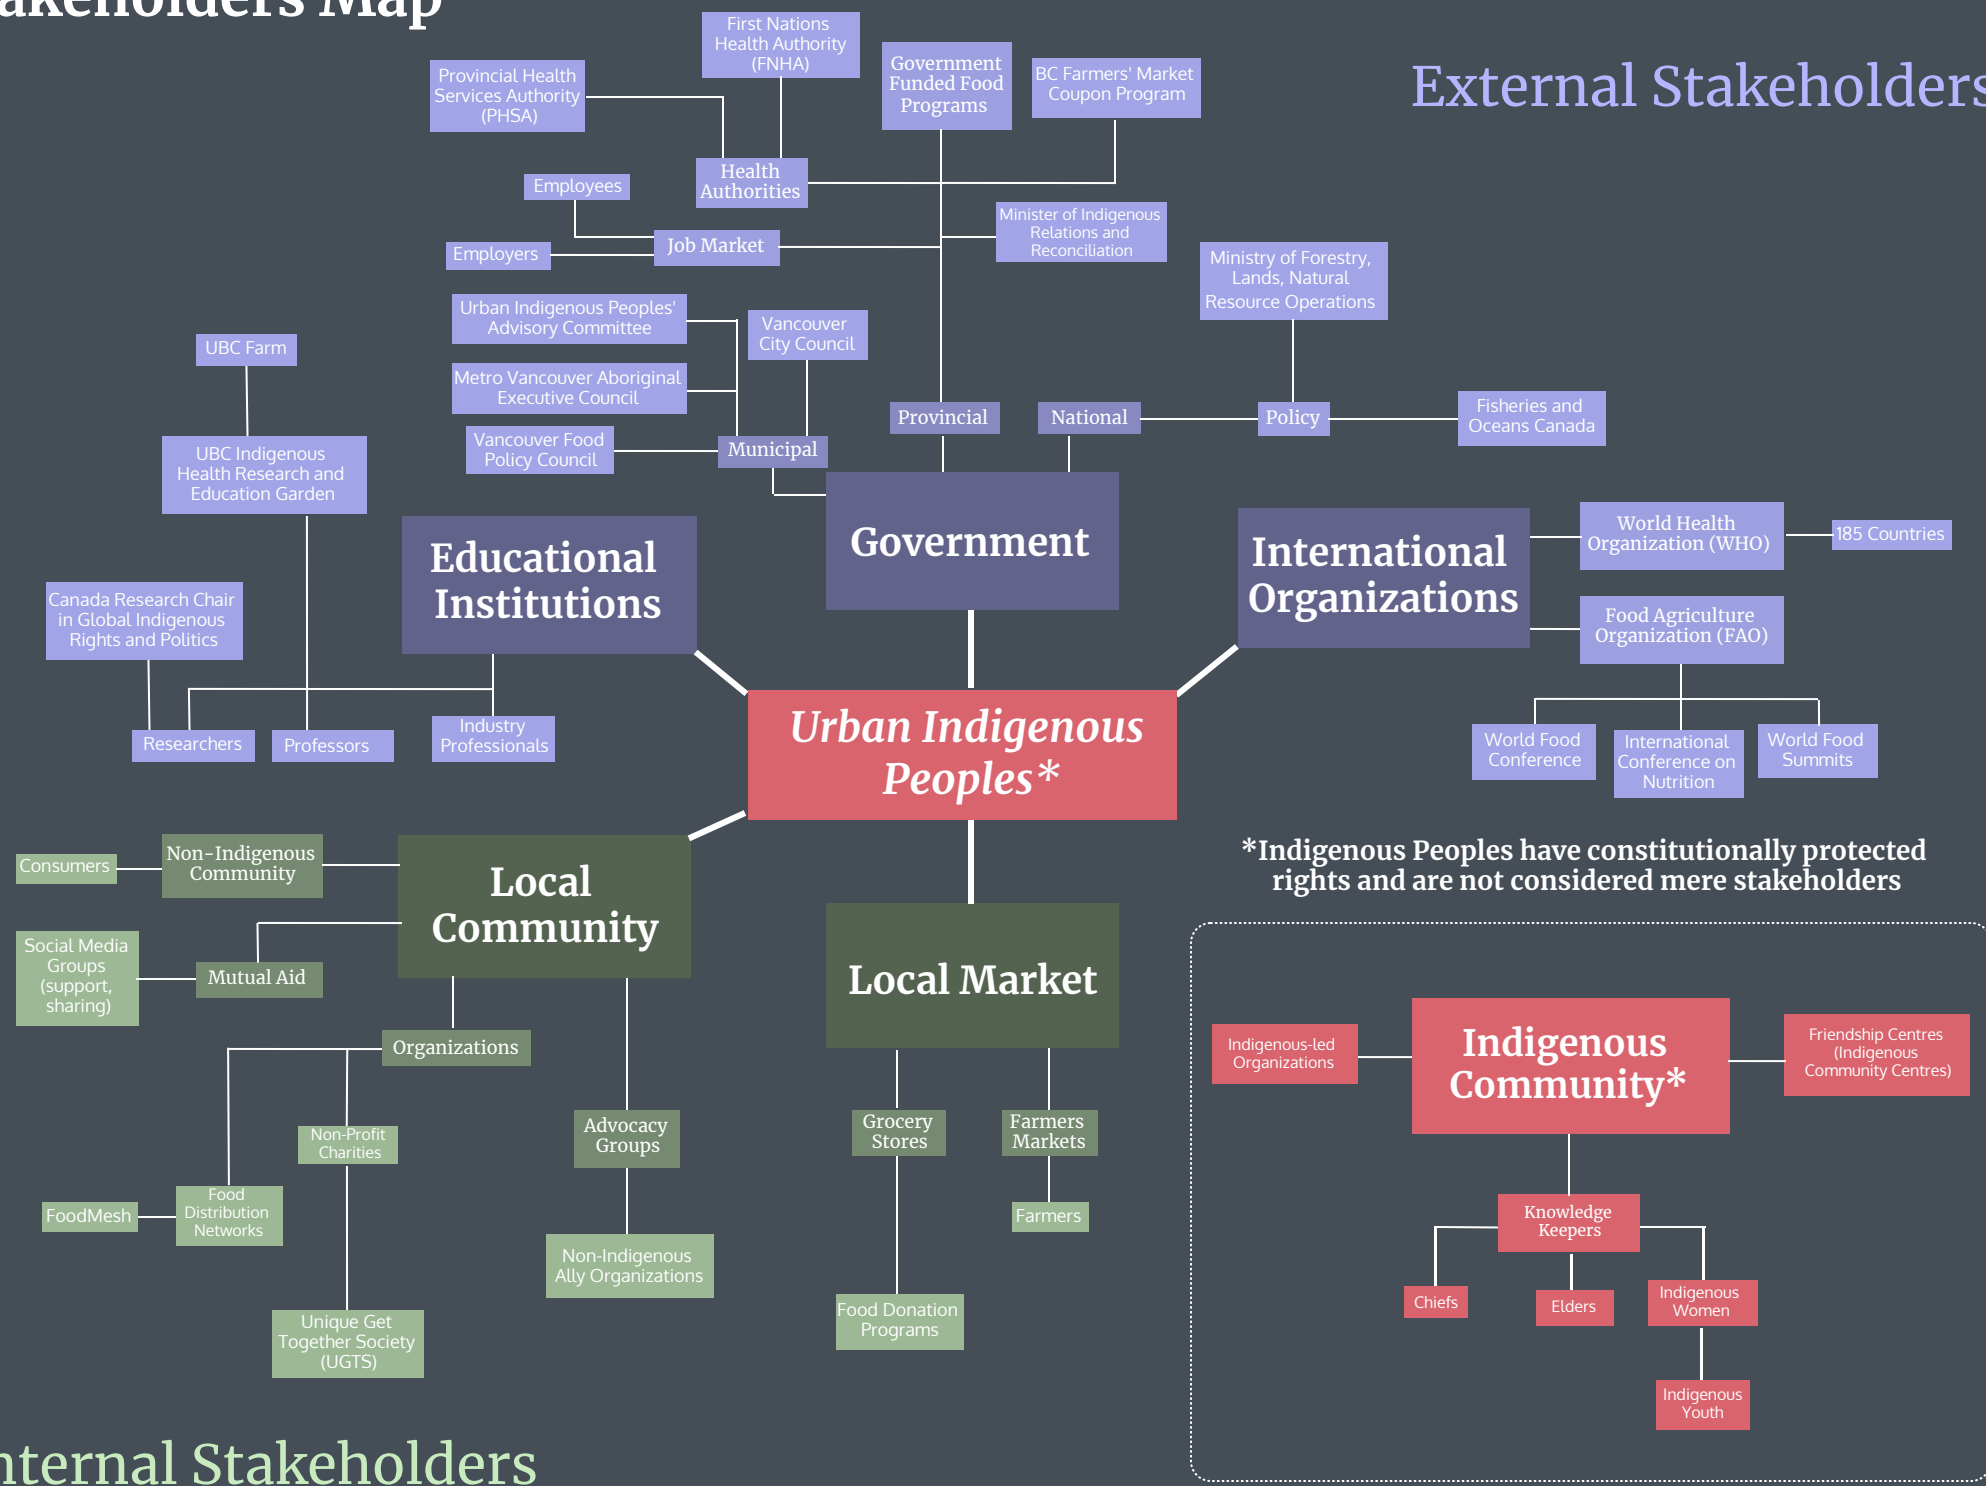 akeholders Map
External Stakeholders
First Nations
Health Authority
(FNHA)
Provincial Health
Services Authority
(PHSA)
Government
Funded Food
Programs
BC Farmers' Market
Coupon Program
Health
Authorities
Employees
Employers
Job Market
Minister of Indigenous
Relations and
Reconciliation
Ministry of Forestry,
Lands, Natural
Resource Operations
Urban Indigenous Peoples'
Advisory Committee
Vancouver
City Council
Metro Vancouver Aboriginal
Executive Council
Vancouver Food
Policy Council
Municipal
Provincial
National
Policy
Fisheries and
Oceans Canada
UBC Farm
UBC Indigenous
Health Research and
Education Garden
Educational
Institutions
Government
International
Organizations
World Health
Organization (WHO)
185 Countries
Food Agriculture
Organization (FAO)
Canada Research Chair
in Global Indigenous
Rights and Politics
Researchers
Professors
Industry
Professionals
World Food
Conference
International
Conference on
Nutrition
World Food
Summits
Urban Indigenous
Peoples*
Consumers
Non-Indigenous
Community
Local
Community
Social Media
Groups
(support,
sharing)
Mutual Aid
Organizations
Non-Profit
Charities
Food
Distribution
Networks
FoodMesh
Unique Get
Together Society
(UGTS)
Advocacy
Groups
Non-Indigenous
Ally Organizations
Local Market
Grocery
Stores
Farmers
Markets
Farmers
Food Donation
Programs
*Indigenous Peoples have constitutionally protected
rights and are not considered mere stakeholders
Indigenous-led
Organizations
Indigenous
Community*
Friendship Centres
(Indigenous
Community Centres)
Knowledge
Keepers
Chiefs
Elders
Indigenous
Women
Indigenous
Youth
nternal Stakeholders